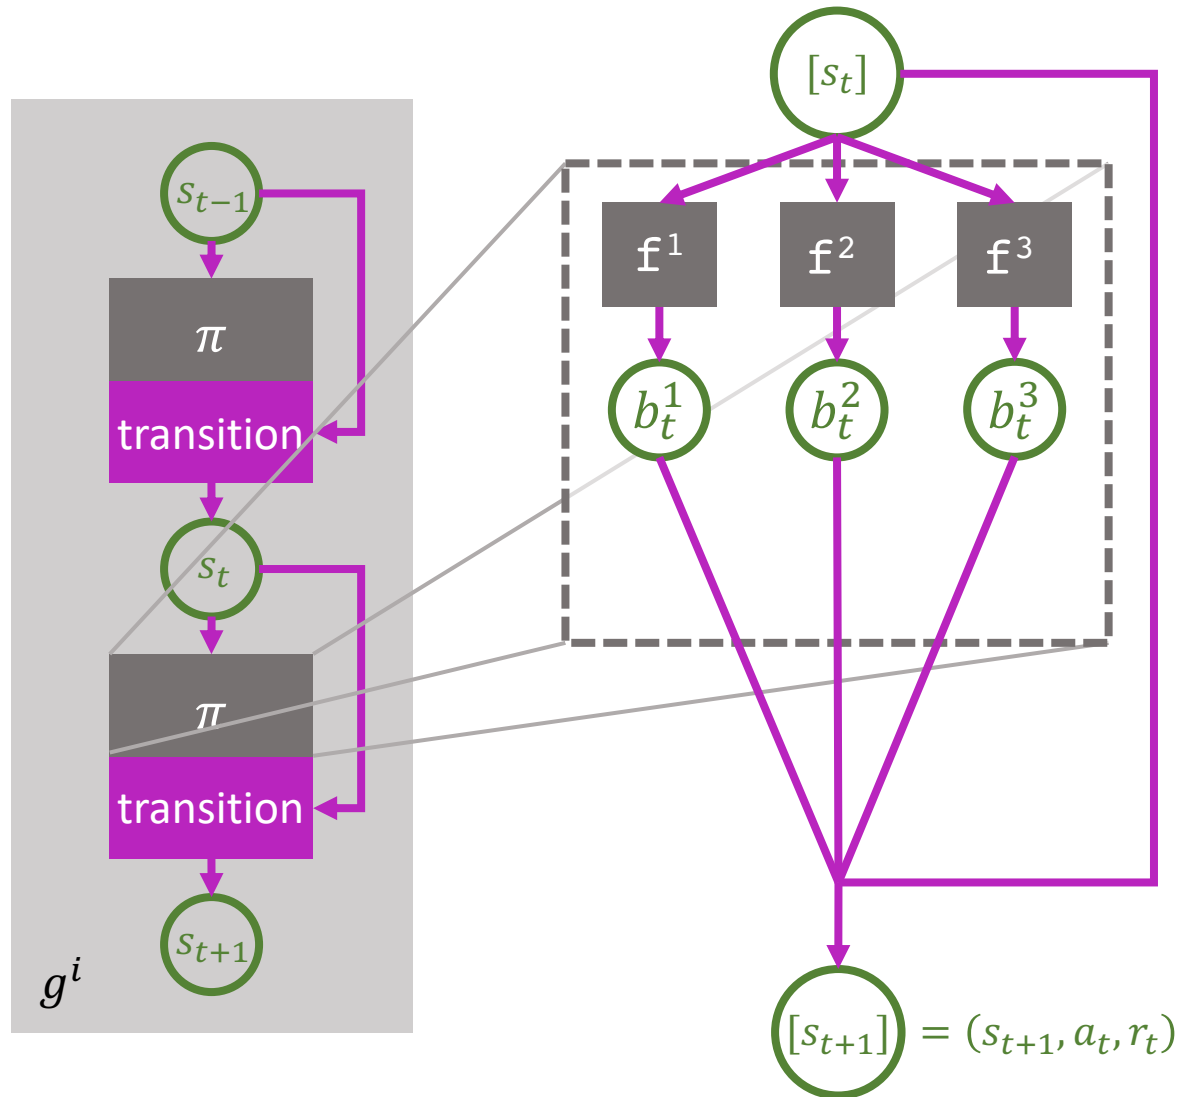 s_{t−1}
π
transition
s_t
π
transition
s_{t+1}
g^i
[s_t]
f^1 f^2 f^3
b_t^1 b_t^2 b_t^3
[s_{t+1}] = (s_{t+1}, a_t, r_t)